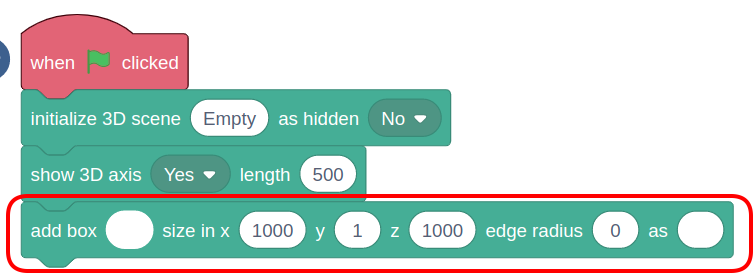 when clicked
initialize 3D scene Empty as hidden No
show 3D axis Yes length 500
add box size in x 1000 y 1 z 1000 edge radius 0 as